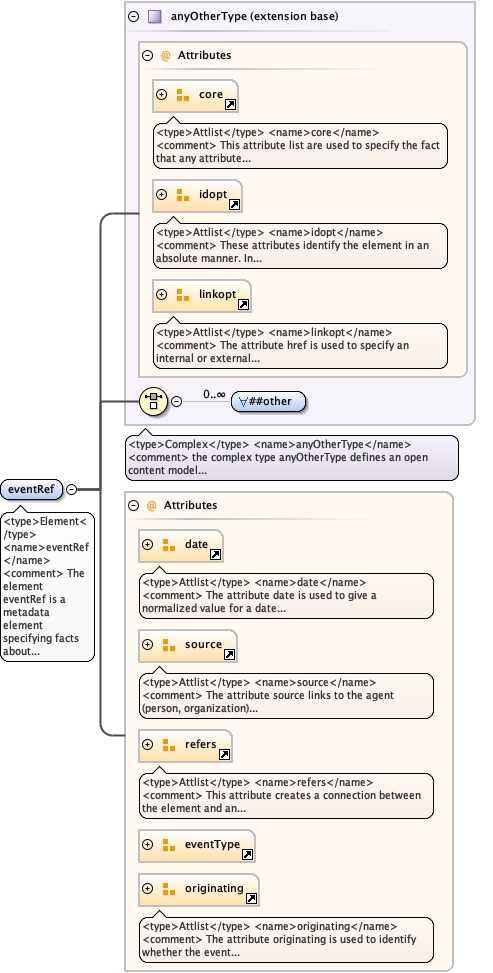 anyOtherType (extension base)
@ Attributes
core
<type>Attlist</type> <name>core</name>
<comment> This attribute list are used to specify the fact
that any attribute...
idopt
<type>Attlist</type> <name>idopt</name>
<comment> These attributes identify the element in an
absolute manner. In...
linkopt
<type>Attlist</type> <name>linkopt</name>
<comment> The attribute href is used to specify an
internal or external...
0..∞
∀##other
<type>Complex</type> <name>anyOtherType</name>
<comment> the complex type anyOtherType defines an open
content model...
eventRef
<type>Element<
/type>
<name>eventRef
</name>
<comment> The
element
eventRef is a
metadata
element
specifying facts
about...
@ Attributes
date
<type>Attlist</type> <name>date</name>
<comment> The attribute date is used to give a
normalized value for a date...
source
<type>Attlist</type> <name>source</name>
<comment> The attribute source links to the agent
(person, organization)...
refers
<type>Attlist</type> <name>refers</name>
<comment> This attribute creates a connection between
the element and an...
eventType
originating
<type>Attlist</type> <name>originating</name>
<comment> The attribute originating is used to identify
whether the event...